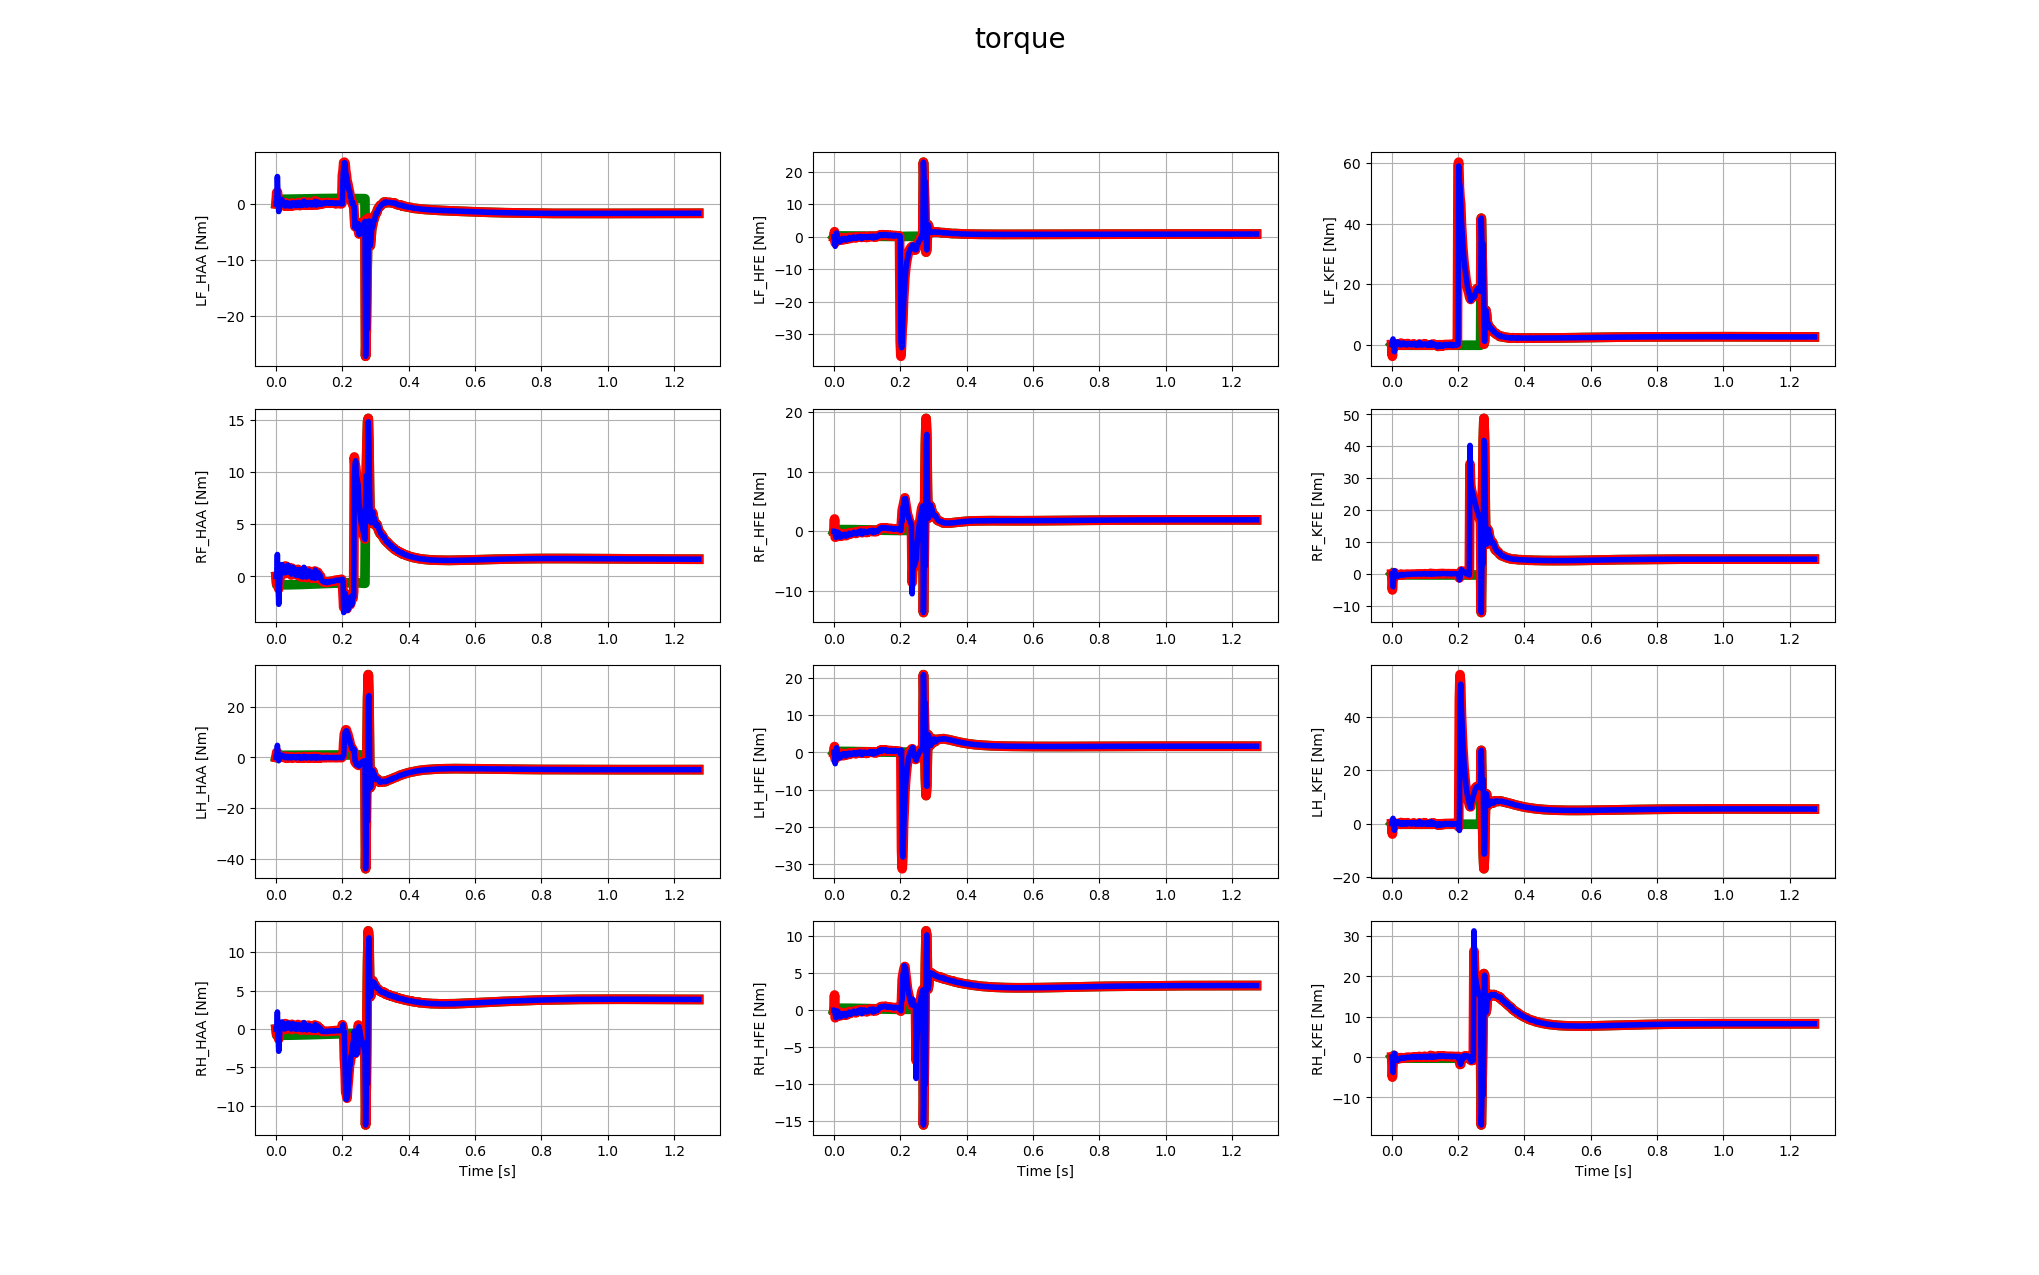 torque
LF_HAA [Nm]
0
−10
−20
0.0 0.2 0.4 0.6 0.8 1.0 1.2
LF_HFE [Nm]
20
10
0
−10
−20
−30
0.0 0.2 0.4 0.6 0.8 1.0 1.2
LF_KFE [Nm]
60
40
20
0
0.0 0.2 0.4 0.6 0.8 1.0 1.2
RF_HAA [Nm]
15
10
5
0
0.0 0.2 0.4 0.6 0.8 1.0 1.2
RF_HFE [Nm]
20
10
0
−10
0.0 0.2 0.4 0.6 0.8 1.0 1.2
RF_KFE [Nm]
50
40
30
20
10
0
−10
0.0 0.2 0.4 0.6 0.8 1.0 1.2
LH_HAA [Nm]
20
0
−20
−40
0.0 0.2 0.4 0.6 0.8 1.0 1.2
LH_HFE [Nm]
20
10
0
−10
−20
−30
0.0 0.2 0.4 0.6 0.8 1.0 1.2
LH_KFE [Nm]
40
20
0
−20
0.0 0.2 0.4 0.6 0.8 1.0 1.2
RH_HAA [Nm]
10
5
0
−5
−10
0.0 0.2 0.4 0.6 0.8 1.0 1.2
Time [s]
RH_HFE [Nm]
10
5
0
−5
−10
−15
0.0 0.2 0.4 0.6 0.8 1.0 1.2
Time [s]
RH_KFE [Nm]
30
20
10
0
−10
0.0 0.2 0.4 0.6 0.8 1.0 1.2
Time [s]